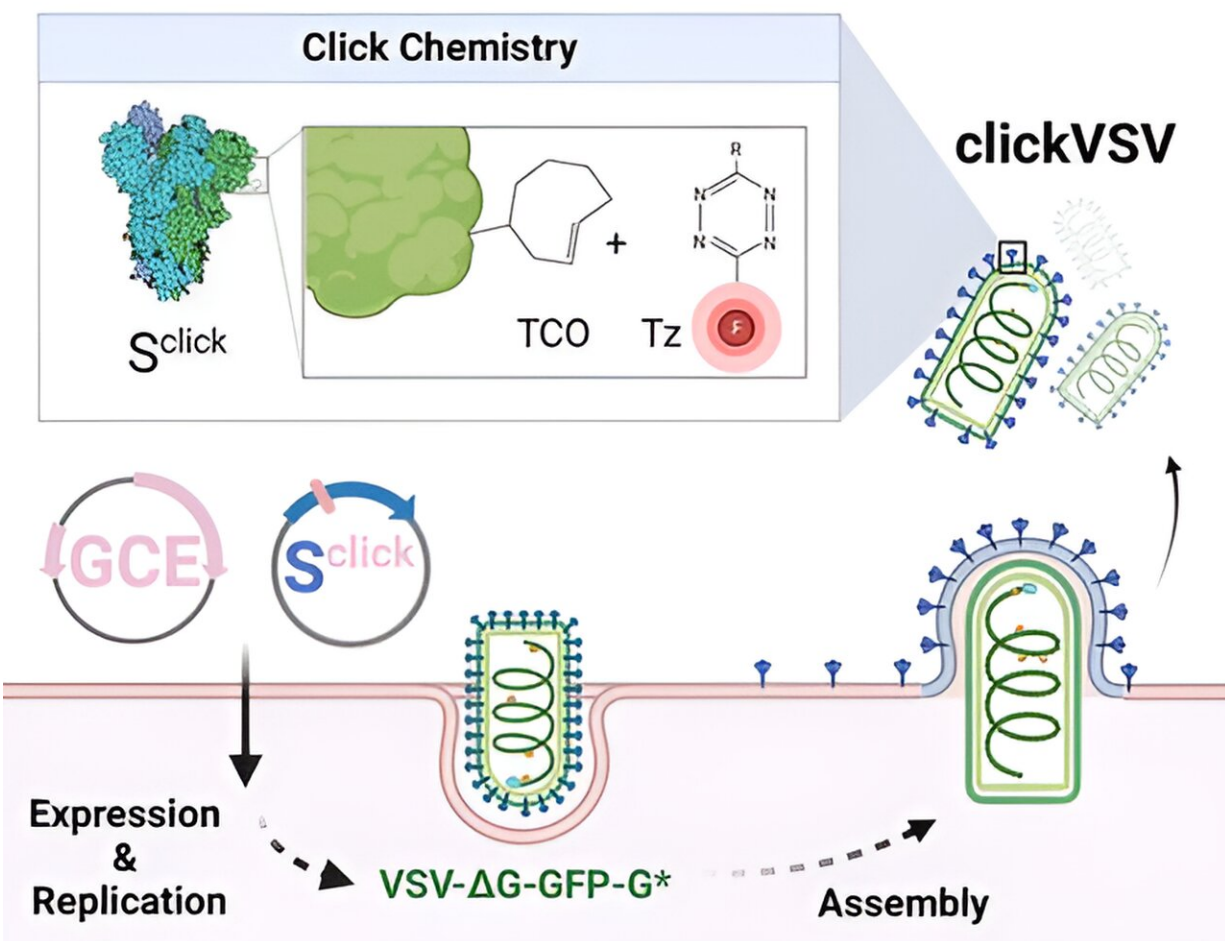 Click Chemistry
clickVSV
S^click
TCO
+
Tz
R
N
N
N
N
F
GCE
S^click
Expression
&
Replication
VSV-ΔG-GFP-G*
Assembly